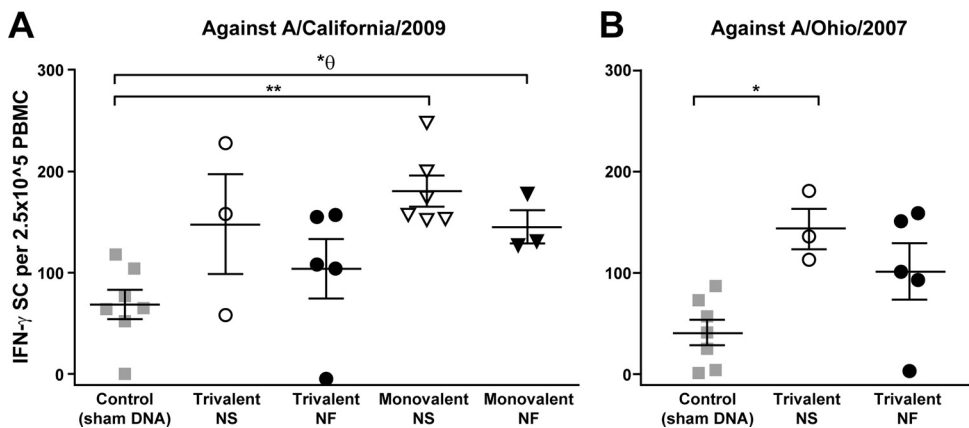 A
Against A/California/2009
*θ
**
IFN-γ SC per 2.5x10^5 PBMC
300
200
100
0
Control
(sham DNA)
Trivalent
NS
Trivalent
NF
Monovalent
NS
Monovalent
NF
B
Against A/Ohio/2007
*
300
200
100
0
Control
(sham DNA)
Trivalent
NS
Trivalent
NF